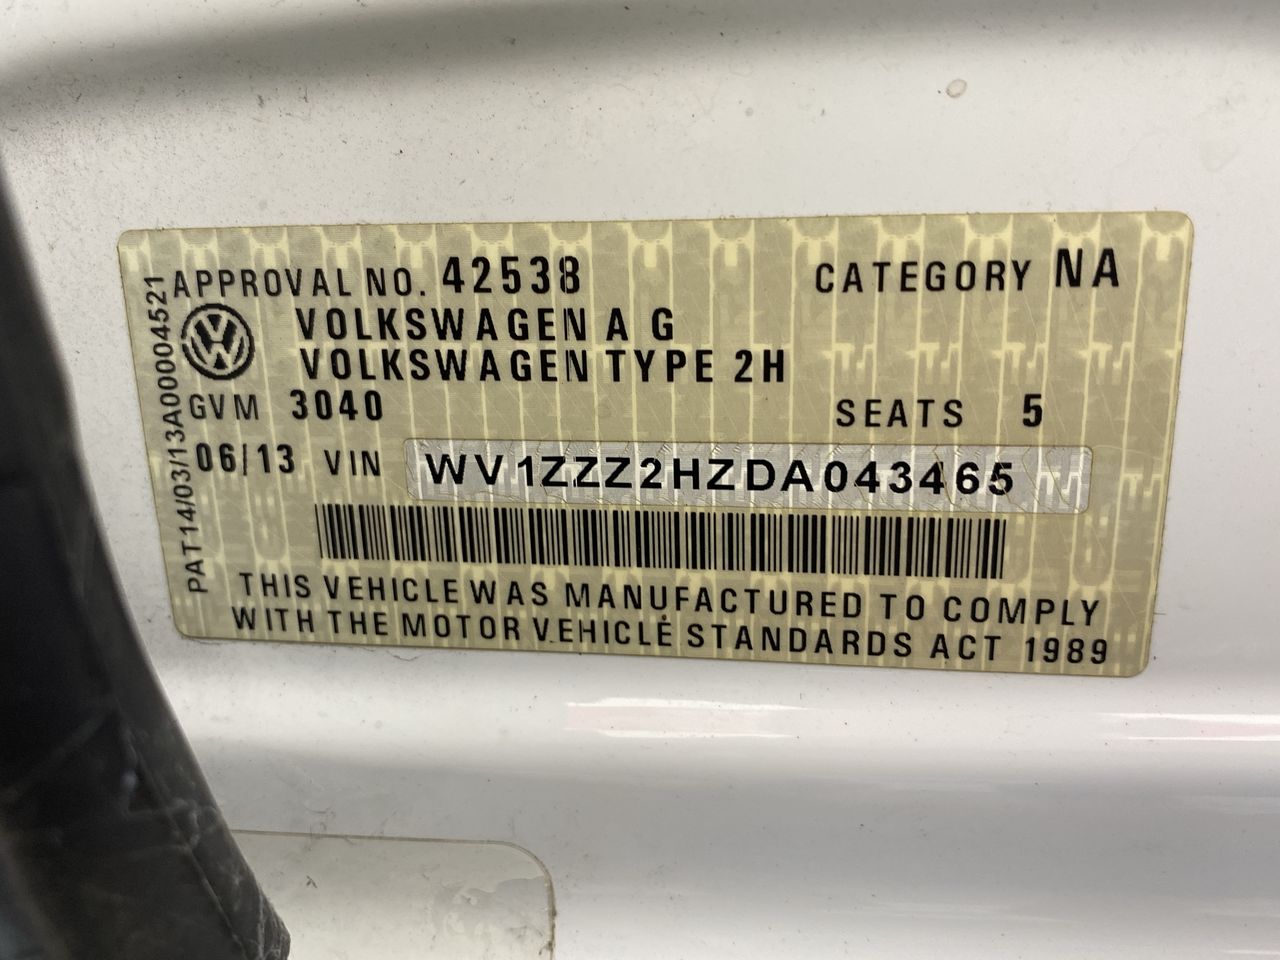 APPROVAL NO. 42538 CATEGORY NA
VOLKSWAGEN A G
VOLKSWAGEN TYPE 2H
GVM 3040 SEATS 5
06/13 VIN WV1ZZZ2HZDA043465
THIS VEHICLE WAS MANUFACTURED TO COMPLY
WITH THE MOTOR VEHICLE STANDARDS ACT 1989
PAT14/03/13A00004521